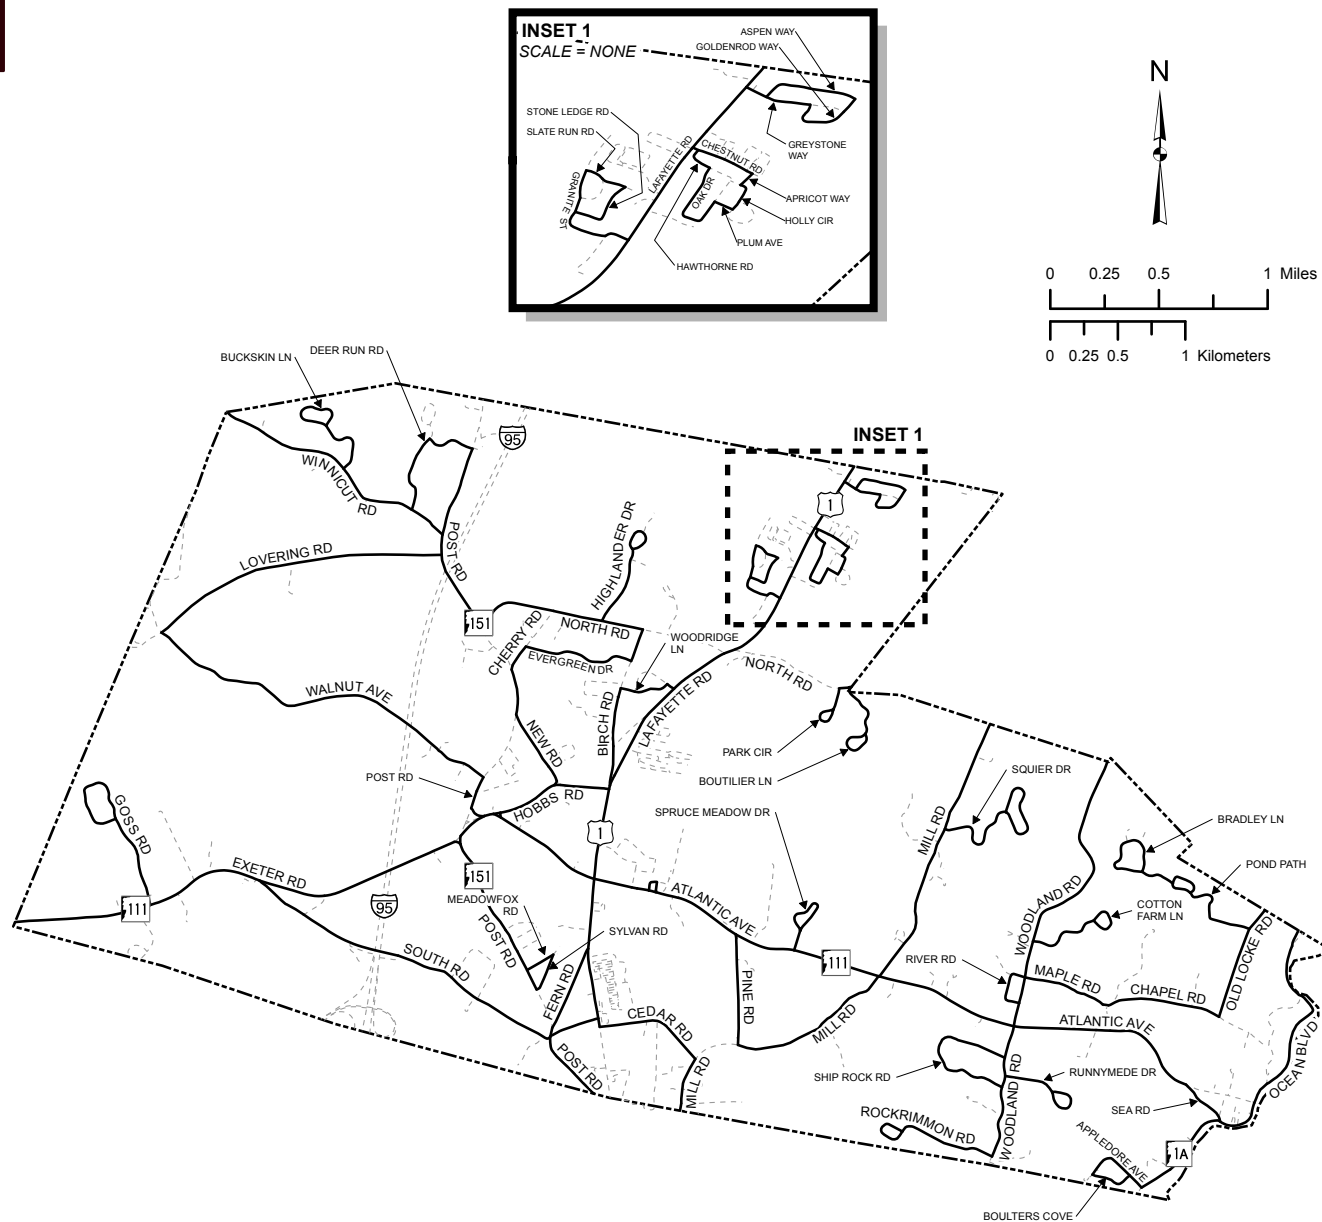 INSET 1
SCALE = NONE
ASPEN WAY
GOLDENROD WAY
STONE LEDGE RD
SLATE RUN RD
LAFAYETTE RD
CHESTNUT RD
GREYSTONE
WAY
GRANITE ST
OAK DR
APRICOT WAY
HOLLY CIR
PLUM AVE
HAWTHORNE RD
N
0 0.25 0.5 1 Miles
0 0.25 0.5 1 Kilometers
BUCKSKIN LN
DEER RUN RD
95
INSET 1
WINNICUT RD
1
POST RD
HIGHLANDER DR
LOVERING RD
151
CHERRY RD
NORTH RD
WOODRIDGE
LN
EVERGREEN DR
NORTH RD
WALNUT AVE
BIRCH RD
LAFAYETTE RD
NEW RD
PARK CIR
POST RD
BOUTILIER LN
SQUIER DR
HOBBS RD
SPRUCE MEADOW DR
MILL RD
GOSS RD
1
BRADLEY LN
EXETER RD
151
POND PATH
ATLANTIC AVE
WOODLAND RD
111
95
MEADOWFOX
RD
COTTON
FARM LN
SYLVAN RD
POST RD
SOUTH RD
111
RIVER RD
OLD LOCKE RD
FERN RD
PINE RD
MAPLE RD
CHAPEL RD
CEDAR RD
MILL RD
ATLANTIC AVE
OCEAN BLVD
POST RD
MILL RD
SHIP ROCK RD
WOODLAND RD
RUNNYMEDE DR
SEA RD
ROCKRIMMON RD
APPLEDORE AVE
1A
BOULTERS COVE